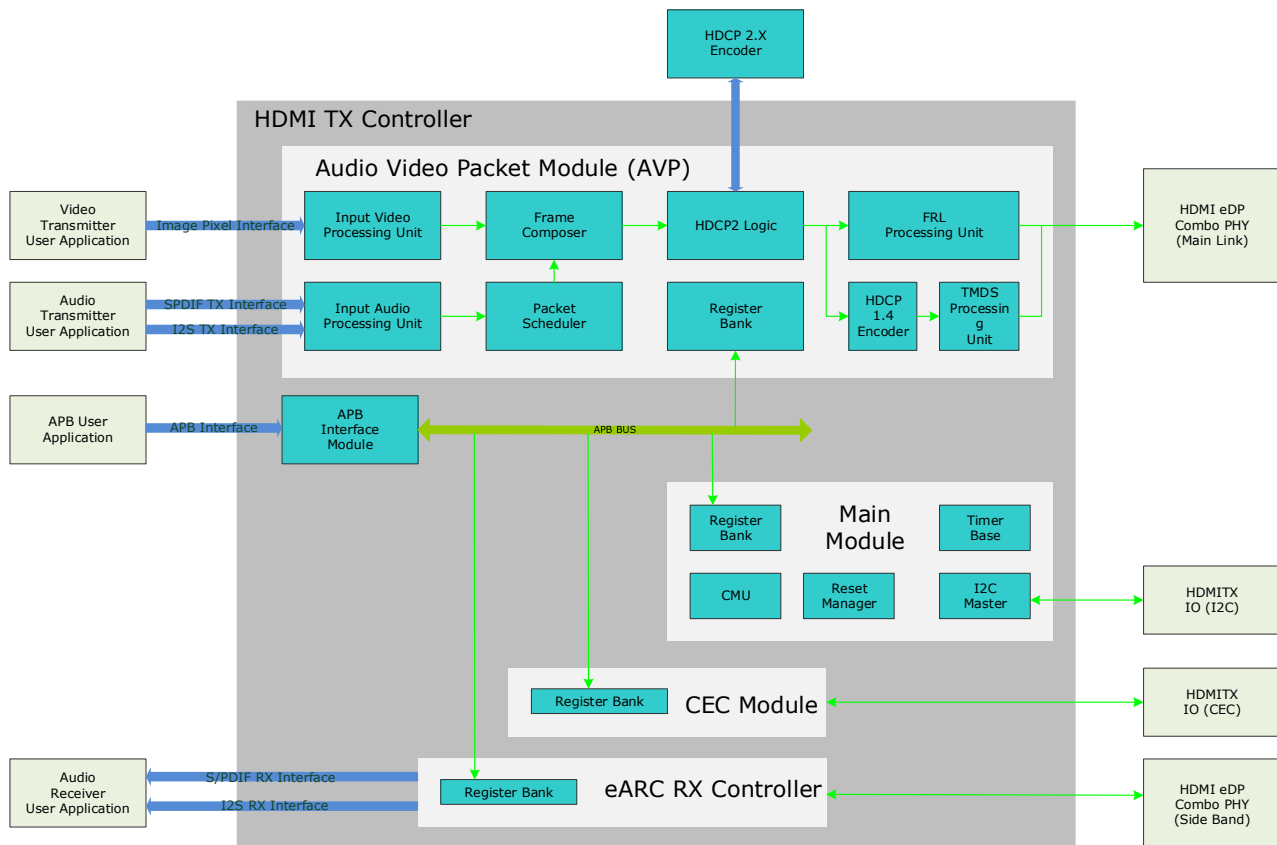 HDCP 2.X
Encoder
HDMI TX Controller
Audio Video Packet Module (AVP)
Video
Transmitter
User Application
Image Pixel Interface
Input Video
Processing Unit
Frame
Composer
HDCP2 Logic
FRL
Processing Unit
HDMI eDP
Combo PHY
(Main Link)
Audio
Transmitter
User Application
SPDIF TX Interface
I2S TX Interface
Input Audio
Processing Unit
Packet
Scheduler
Register
Bank
HDCP
1.4
Encoder
TMDS
Processin
g
Unit
APB User
Application
APB Interface
APB
Interface
Module
APB BUS
Register
Bank
Main
Module
Timer
Base
CMU
Reset
Manager
I2C
Master
HDMITX
IO (I2C)
Register Bank
CEC Module
HDMITX
IO (CEC)
Audio
Receiver
User Application
S/PDIF RX Interface
I2S RX Interface
Register Bank
eARC RX Controller
HDMI eDP
Combo PHY
(Side Band)